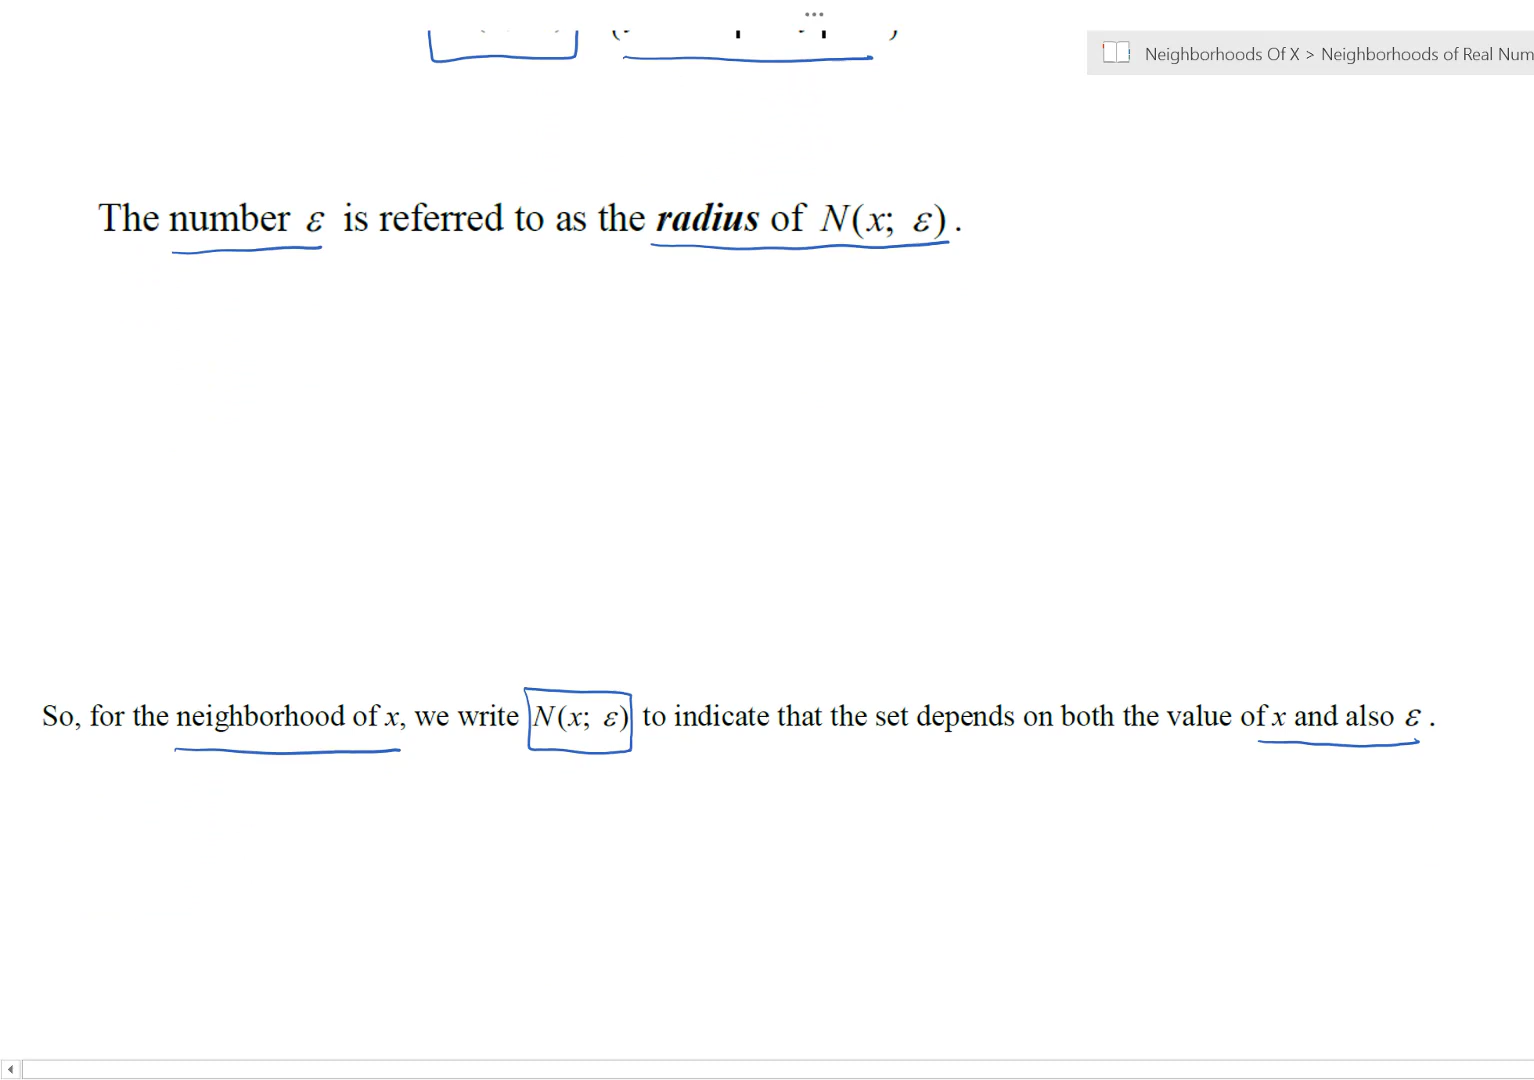 Neighborhoods Of X > Neighborhoods of Real Num
The number ε is referred to as the radius of N(x; ε).
So, for the neighborhood of x, we write N(x; ε) to indicate that the set depends on both the value of x and also ε.